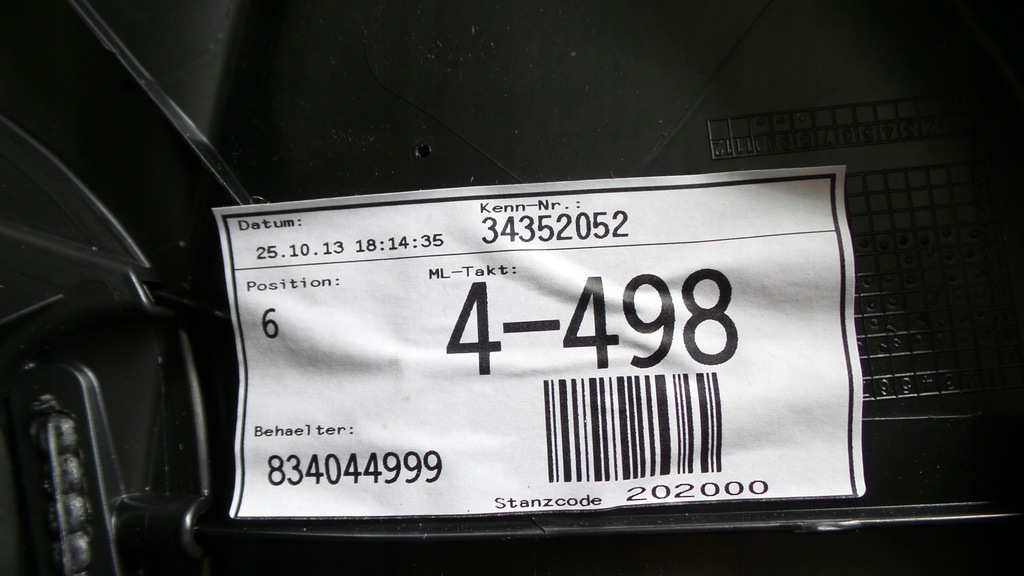 Datum: Kenn-Nr.:
25.10.13 18:14:35 34352052
Position: ML-Takt:
6 4-498
Behaelter:
834044999
Stanzcode 202000